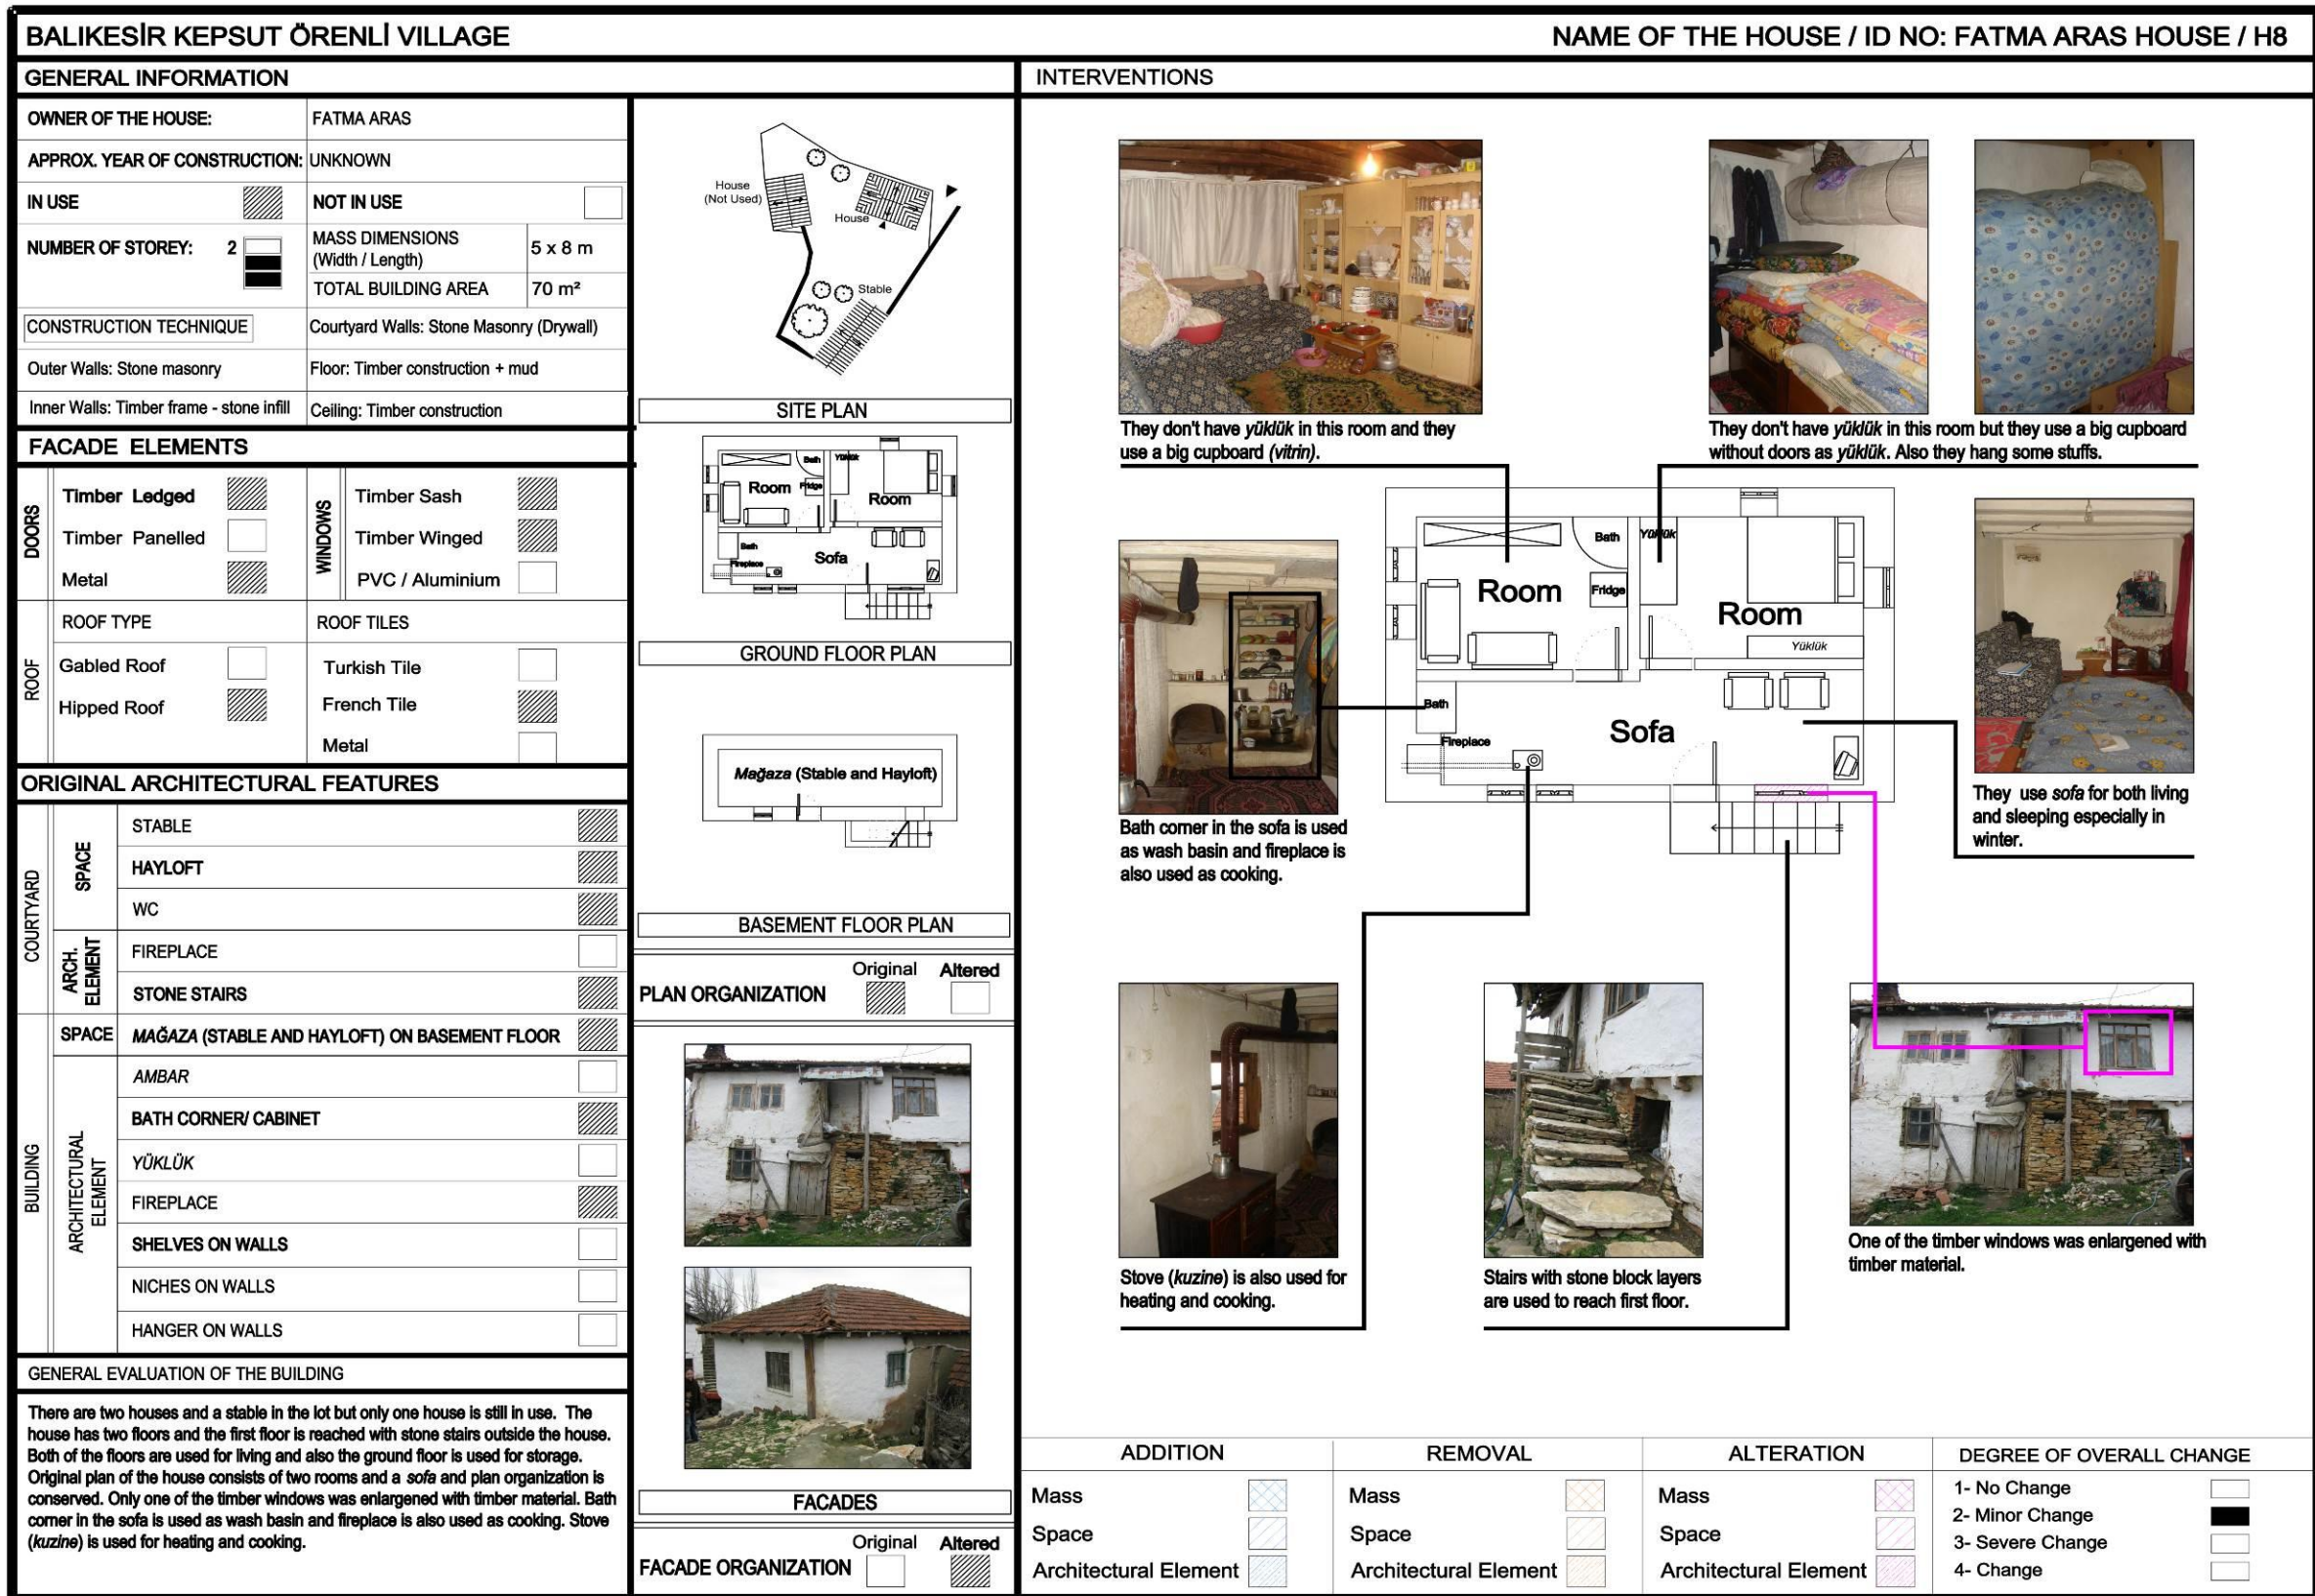 BALIKESİR KEPSUT ÖRENLİ VILLAGE
NAME OF THE HOUSE / ID NO: FATMA ARAS HOUSE / H8
GENERAL INFORMATION
OWNER OF THE HOUSE:
FATMA ARAS
APPROX. YEAR OF CONSTRUCTION:
UNKNOWN
IN USE
NOT IN USE
NUMBER OF STOREY: 2
MASS DIMENSIONS
(Width / Length)
5 x 8 m
TOTAL BUILDING AREA
70 m²
CONSTRUCTION TECHNIQUE
Courtyard Walls: Stone Masonry (Drywall)
Outer Walls: Stone masonry
Floor: Timber construction + mud
Inner Walls: Timber frame - stone infill
Ceiling: Timber construction
FACADE ELEMENTS
DOORS
Timber Ledged
Timber Panelled
Metal
WINDOWS
Timber Sash
Timber Winged
PVC / Aluminium
ROOF
ROOF TYPE
Gabled Roof
Hipped Roof
ROOF TILES
Turkish Tile
French Tile
Metal
ORIGINAL ARCHITECTURAL FEATURES
COURTYARD
SPACE
STABLE
HAYLOFT
WC
ARCH.
ELEMENT
FIREPLACE
STONE STAIRS
BUILDING
SPACE
MAĞAZA (STABLE AND HAYLOFT) ON BASEMENT FLOOR
ARCHITECTURAL
ELEMENT
AMBAR
BATH CORNER/ CABINET
YÜKLÜK
FIREPLACE
SHELVES ON WALLS
NICHES ON WALLS
HANGER ON WALLS
GENERAL EVALUATION OF THE BUILDING
There are two houses and a stable in the lot but only one house is still in use. The
house has two floors and the first floor is reached with stone stairs outside the house.
Both of the floors are used for living and also the ground floor is used for storage.
Original plan of the house consists of two rooms and a sofa and plan organization is
conserved. Only one of the timber windows was enlargened with timber material. Bath
corner in the sofa is used as wash basin and fireplace is also used as cooking. Stove
(kuzine) is used for heating and cooking.
House
(Not Used)
House
Stable
SITE PLAN
Room
Bath
Yüklük
Fridge
Room
Bath
Fireplace
Sofa
GROUND FLOOR PLAN
Mağaza (Stable and Hayloft)
BASEMENT FLOOR PLAN
Original
Altered
PLAN ORGANIZATION
FACADES
Original
Altered
FACADE ORGANIZATION
INTERVENTIONS
They don't have yüklük in this room and they
use a big cupboard (vitrin).
They don't have yüklük in this room but they use a big cupboard
without doors as yüklük. Also they hang some stuffs.
Bath
Yüklük
Room
Fridge
Room
Yüklük
Bath
Fireplace
Sofa
Bath corner in the sofa is used
as wash basin and fireplace is
also used as cooking.
They use sofa for both living
and sleeping especially in
winter.
Stove (kuzine) is also used for
heating and cooking.
Stairs with stone block layers
are used to reach first floor.
One of the timber windows was enlargened with
timber material.
ADDITION
Mass
Space
Architectural Element
REMOVAL
Mass
Space
Architectural Element
ALTERATION
Mass
Space
Architectural Element
DEGREE OF OVERALL CHANGE
1- No Change
2- Minor Change
3- Severe Change
4- Change